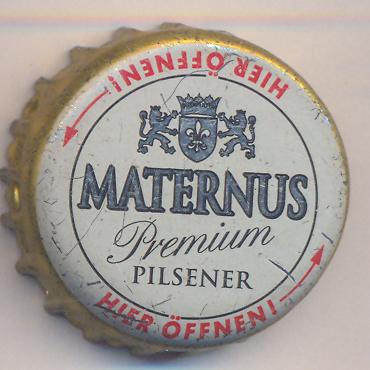 HIER ÖFFNEN!
MATERNUS
Premium
PILSENER
HIER ÖFFNEN!